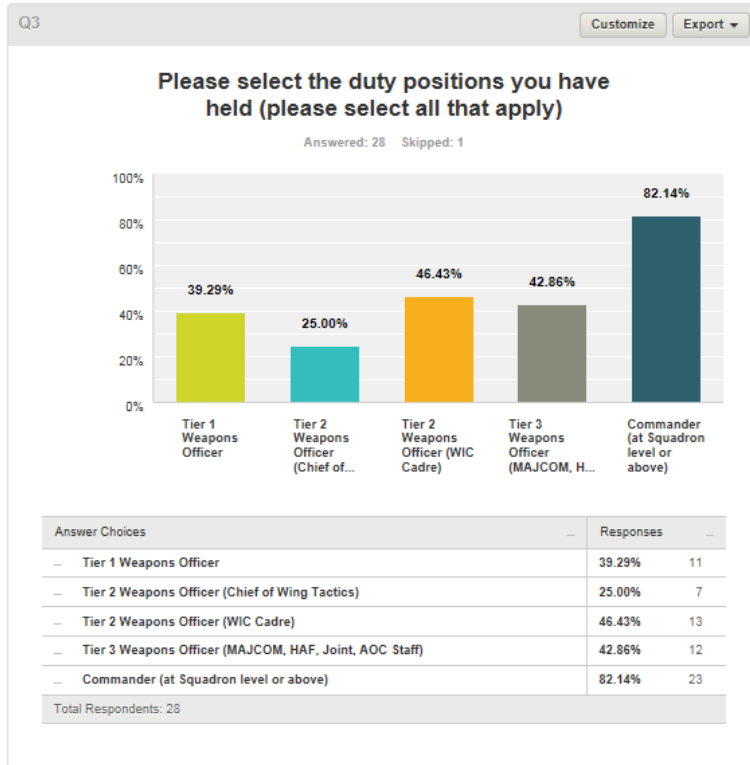 Q3
Customize
Export
Please select the duty positions you have
held (please select all that apply)
Answered: 28 Skipped: 1
100%
80%
60%
40%
20%
0%
39.29%
25.00%
46.43%
42.86%
82.14%
Tier 1
Weapons
Officer
Tier 2
Weapons
Officer
(Chief of...
Tier 2
Weapons
Officer (WIC
Cadre)
Tier 3
Weapons
Officer
(MAJCOM, H...
Commander
(at Squadron
level or
above)
Answer Choices Responses
Tier 1 Weapons Officer 39.29% 11
Tier 2 Weapons Officer (Chief of Wing Tactics) 25.00% 7
Tier 2 Weapons Officer (WIC Cadre) 46.43% 13
Tier 3 Weapons Officer (MAJCOM, HAF, Joint, AOC Staff) 42.86% 12
Commander (at Squadron level or above) 82.14% 23
Total Respondents: 28